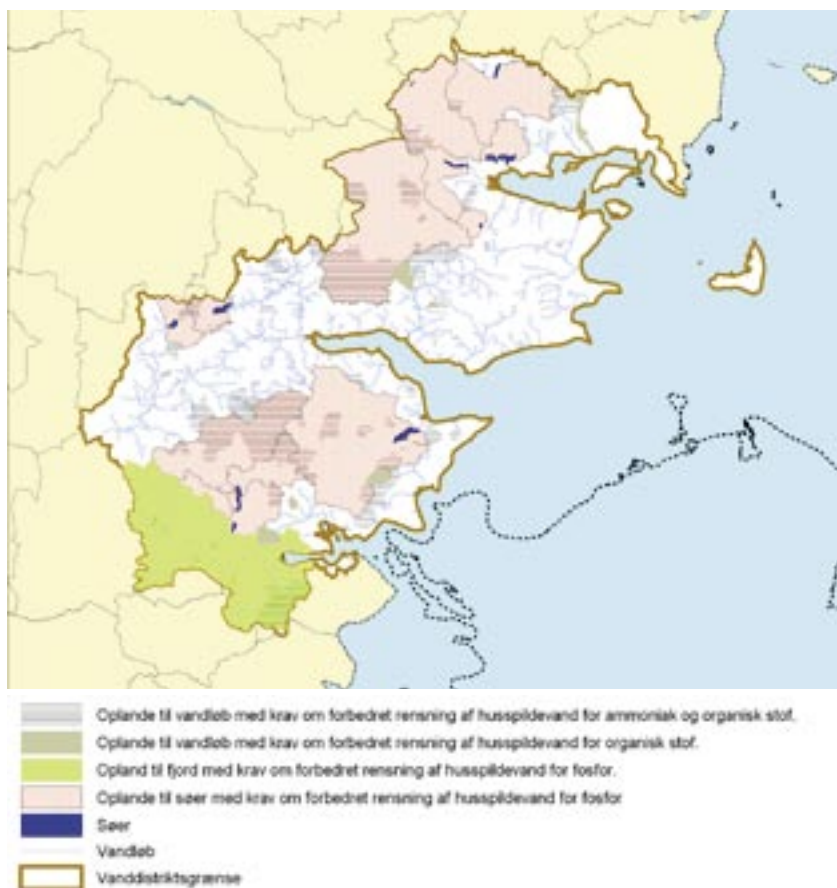 Oplande til vandløb med krav om forbedret rensning af husspildevand for ammoniak og organisk stof.
Oplande til vandløb med krav om forbedret rensning af husspildevand for organisk stof.
Opland til fjord med krav om forbedret rensning af husspildevand for fosfor.
Oplande til søer med krav om forbedret rensning af husspildevand for fosfor
Søer
Vandløb
Vanddistriktsgrænse